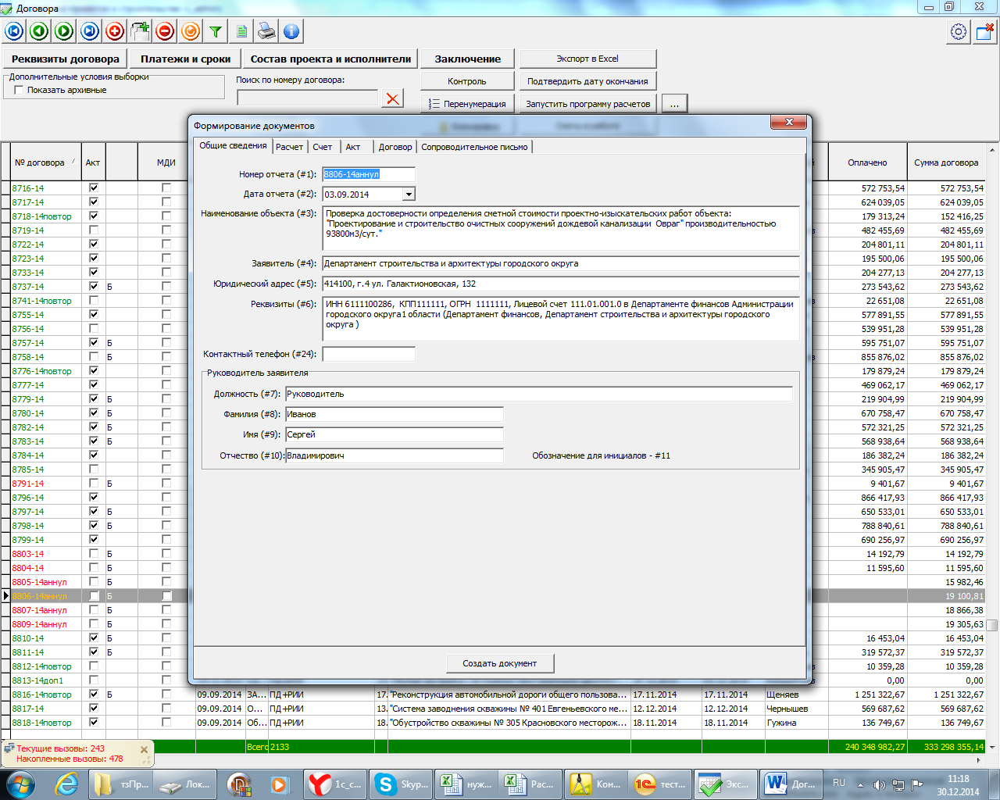 Договора
Реквизиты договора
Платежи и сроки
Состав проекта и исполнители
Заключение
Экспорт в Excel
Дополнительные условия выборки
Показать архивные
Поиск по номеру договора:
Контроль
Подтвердить дату окончания
Перенумерация
Запустить программу расчетов
...
Формирование документов
Общие сведения
Расчет
Счет
Акт
Договор
Сопроводительное письмо
Номер отчета (#1): 8806-14аннул
Дата отчета (#2): 03.09.2014
Наименование объекта (#3): Проверка достоверности определения сметной стоимости проектно-изыскательских работ объекта:
"Проектирование и строительство очистных сооружений дождевой канализации Овраг" производительностью
93800м3/сут."
Заявитель (#4): Департамент строительства и архитектуры городского округа
Юридический адрес (#5): 414100, г.4 ул. Галактионовская, 132
Реквизиты (#6): ИНН 6111100286, КПП111111, ОГРН 1111111, Лицевой счет 111.01.001.0 в Департаменте финансов Администрации
городского округа1 области (Департамент финансов, Департамент строительства и архитектуры городского
округа )
Контактный телефон (#24):
Руководитель заявителя
Должность (#7): Руководитель
Фамилия (#8): Иванов
Имя (#9): Сергей
Отчество (#10): Владимирович
Обозначение для инициалов - #11
Создать документ
№ договора / Акт МДИ Оплачено Сумма договора
8716-14 572 753,54 572 753,54
8717-14 624 039,05 624 039,05
8718-14повтор 179 313,24 152 416,25
8719-14 482 455,69 482 455,69
8722-14 204 801,11 204 801,11
8723-14 195 500,06 195 500,06
8733-14 204 277,13 204 277,13
8737-14 Б 273 543,62 273 543,62
8741-14повтор 22 651,08 22 651,08
8755-14 577 891,55 577 891,55
8756-14 539 951,28 539 951,28
8757-14 Б 595 751,07 595 751,07
8758-14 Б 855 876,02 855 876,02
8776-14повтор 179 879,24 179 879,24
8777-14 469 062,17 469 062,17
8779-14 Б 219 904,99 219 904,99
8780-14 Б 670 758,47 670 758,47
8782-14 Б 572 321,25 572 321,25
8783-14 Б 568 938,64 568 938,64
8784-14 186 382,24 186 382,24
8785-14 345 905,47 345 905,47
8791-14 Б 9 401,67 9 401,67
8796-14 866 417,93 866 417,93
8797-14 Б 650 533,01 650 533,01
8798-14 Б 788 840,61 788 840,61
8799-14 690 256,97 690 256,97
8803-14 Б 14 192,79 14 192,79
8804-14 Б 11 595,60 11 595,60
8805-14аннул Б 15 982,46
8806-14аннул Б 19 100,81
8807-14аннул Б 18 866,38
8809-14аннул Б 19 305,63
8810-14 Б 16 453,04 16 453,04
8811-14 Б 319 572,37 319 572,37
8812-14повтор 10 359,28 10 359,28
8813-14доп1 0,00 0,00
8816-14повтор Б 09.09.2014 ЗА... ПД+РИИ 17. "Реконструкция автомобильной дороги общего пользова... 17.11.2014 17.11.2014 Щеняев 1 251 322,67 1 251 322,67
8817-14 09.09.2014 О... ПД+РИИ 13. "Система заводнения скважины № 401 Евгеньевского ме... 12.12.2014 12.12.2014 Чернышев 569 687,62 569 687,62
8818-14повтор 09.09.2014 Об... ПД+РИИ 18. "Обустройство скважины № 305 Красновского месторож... 18.11.2014 18.11.2014 Гужина 136 749,67 136 749,67
Всего 2133 240 348 982,27 333 298 355,14
Текущие вызовы: 243
Накопленные вызовы: 478
тзПр...
Лок...
1с_с...
Skyp...
нуж...
Рас...
Кон...
тест...
Экс...
Дог...
RU
11:18
30.12.2014